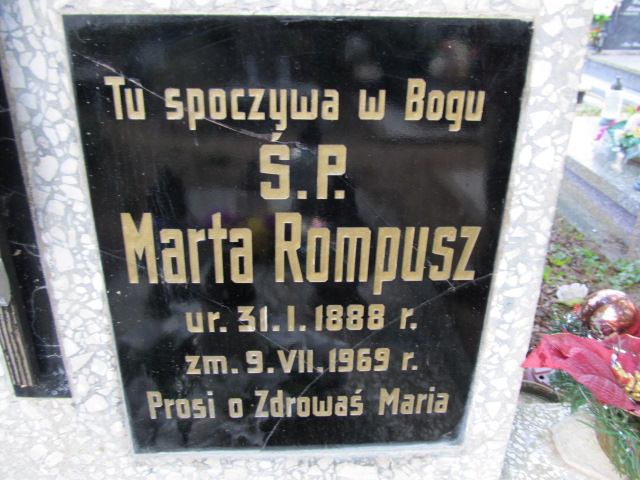 Tu spoczywa w Bogu
Ś.P.
Marta Rompusz
ur. 31.I.1888 r.
zm. 9.VII.1969 r.
Prosi o Zdrowaś Maria